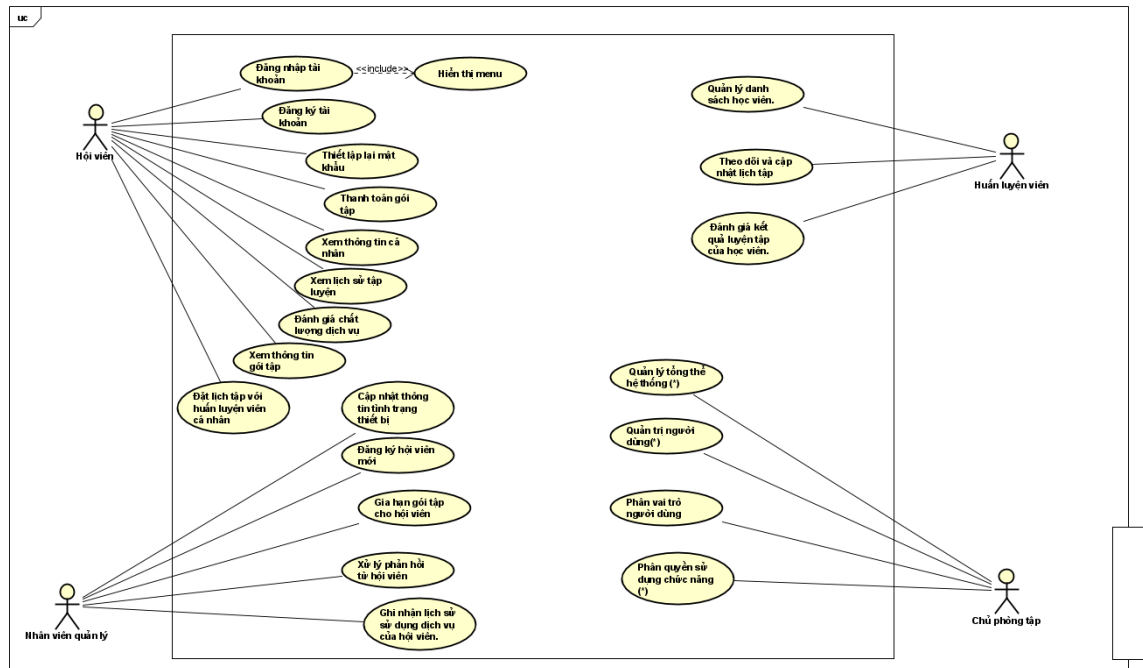 uc
Đăng nhập tài
khoản
<<include>>
Hiển thị menu
Đăng ký tài
khoản
Thiết lập lại mật
khẩu
Thanh toán gói
tập
Xem thông tin cá
nhân
Xem lịch sử tập
luyện
Đánh giá chất
lượng dịch vụ
Xem thông tin
gói tập
Đặt lịch tập với
huấn luyện viên
cá nhân
Hội viên
Quản lý danh
sách học viên.
Theo dõi và cập
nhật lịch tập
Đánh giá kết
quả luyện tập
của học viên.
Huấn luyện viên
Cập nhật thông
tin tình trạng
thiết bị
Đăng ký hội viên
mới
Gia hạn gói tập
cho hội viên
Xử lý phản hồi
từ hội viên
Ghi nhận lịch sử
sử dụng dịch vụ
của hội viên.
Nhân viên quản lý
Quản lý tổng thể
hệ thống (*)
Quản trị người
dùng(*)
Phân vai trò
người dùng
Phân quyền sử
dụng chức năng
(*)
Chủ phòng tập